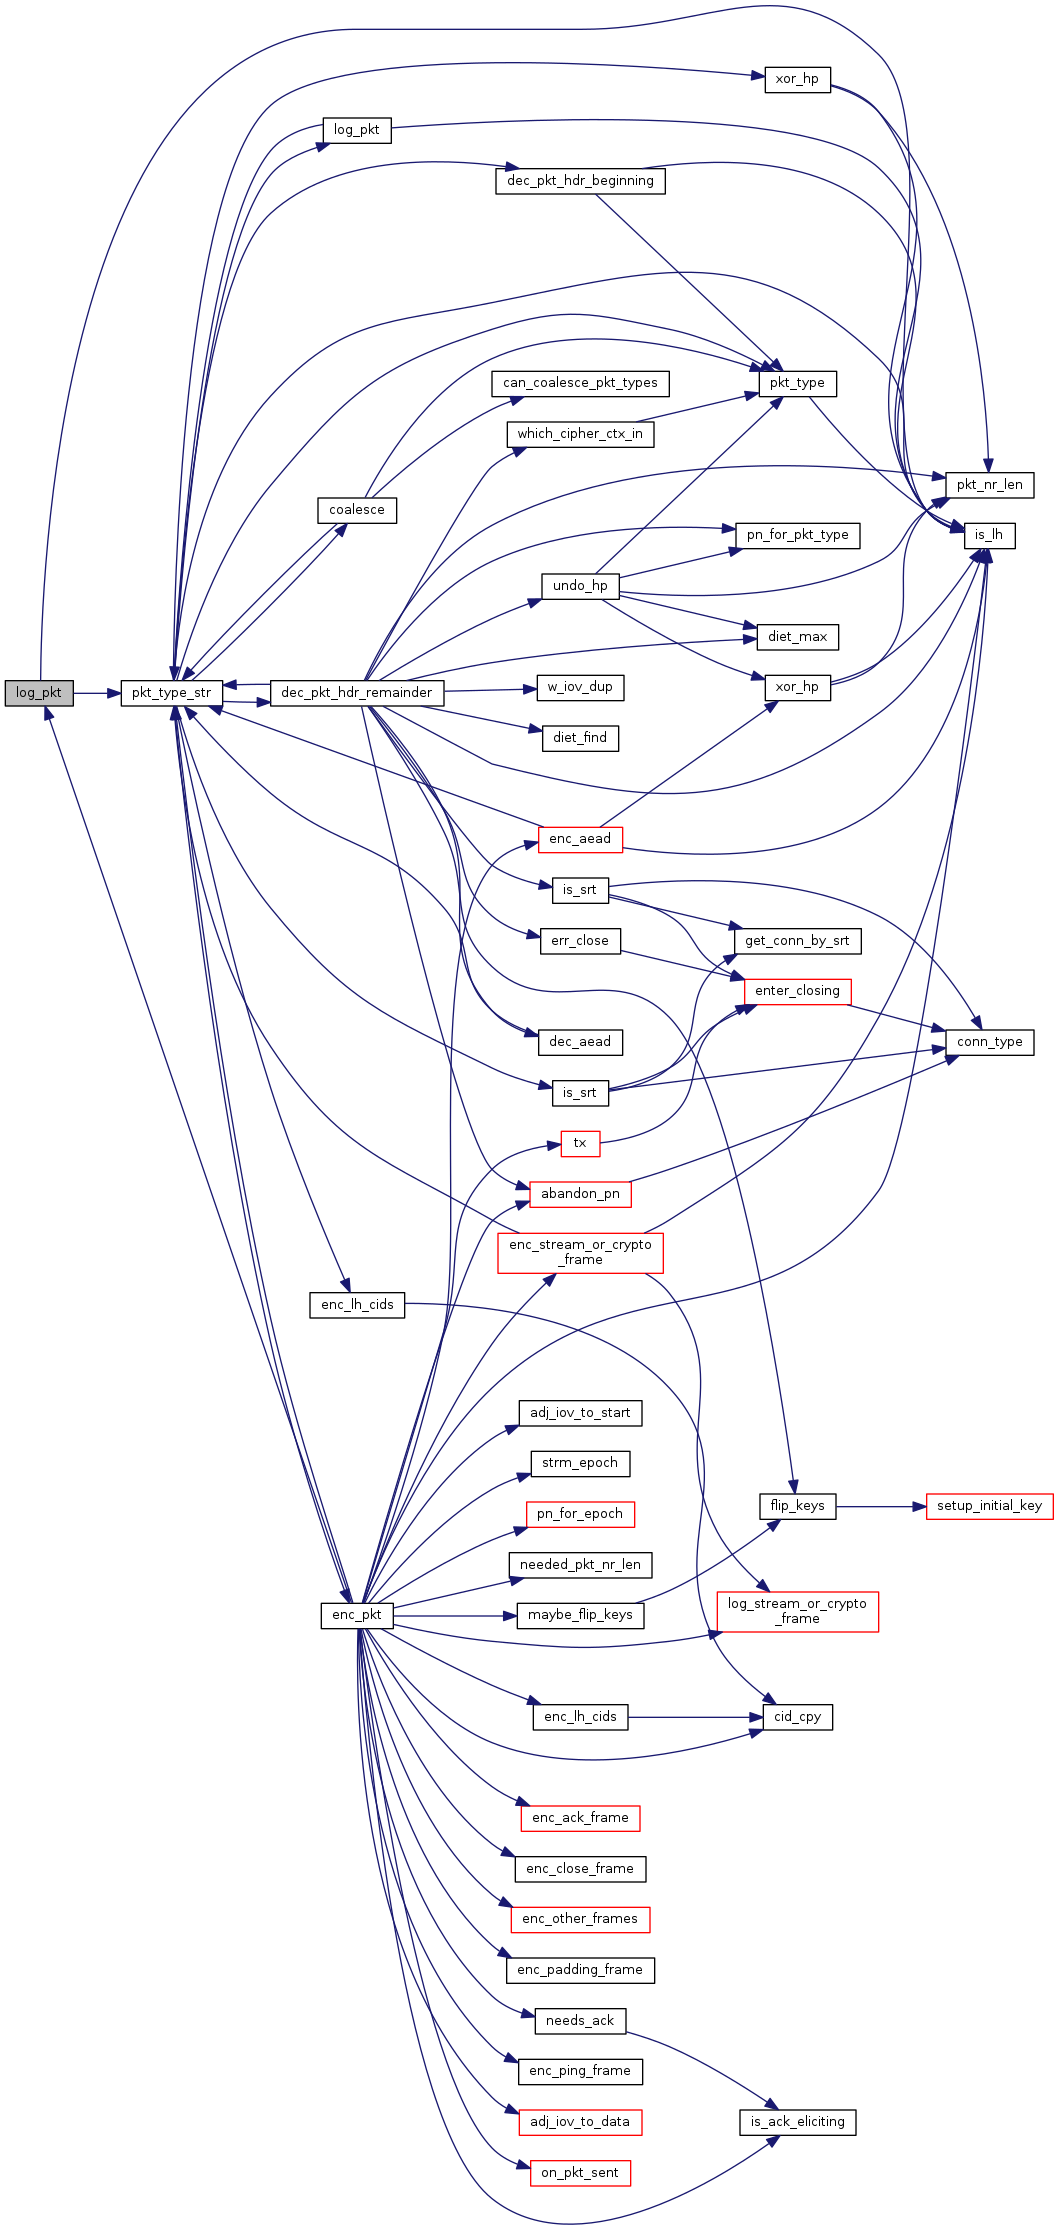 xor_hp
log_pkt
dec_pkt_hdr_beginning
pkt_type
can_coalesce_pkt_types
which_cipher_ctx_in
pkt_nr_len
coalesce
is_lh
pn_for_pkt_type
undo_hp
diet_max
log_pkt
pkt_type_str
dec_pkt_hdr_remainder
w_iov_dup
xor_hp
diet_find
enc_aead
is_srt
err_close
get_conn_by_srt
enter_closing
dec_aead
conn_type
is_srt
tx
abandon_pn
enc_stream_or_crypto
_frame
enc_lh_cids
adj_iov_to_start
strm_epoch
flip_keys
setup_initial_key
pn_for_epoch
needed_pkt_nr_len
enc_pkt
maybe_flip_keys
log_stream_or_crypto
_frame
enc_lh_cids
cid_cpy
enc_ack_frame
enc_close_frame
enc_other_frames
enc_padding_frame
needs_ack
enc_ping_frame
adj_iov_to_data
is_ack_eliciting
on_pkt_sent